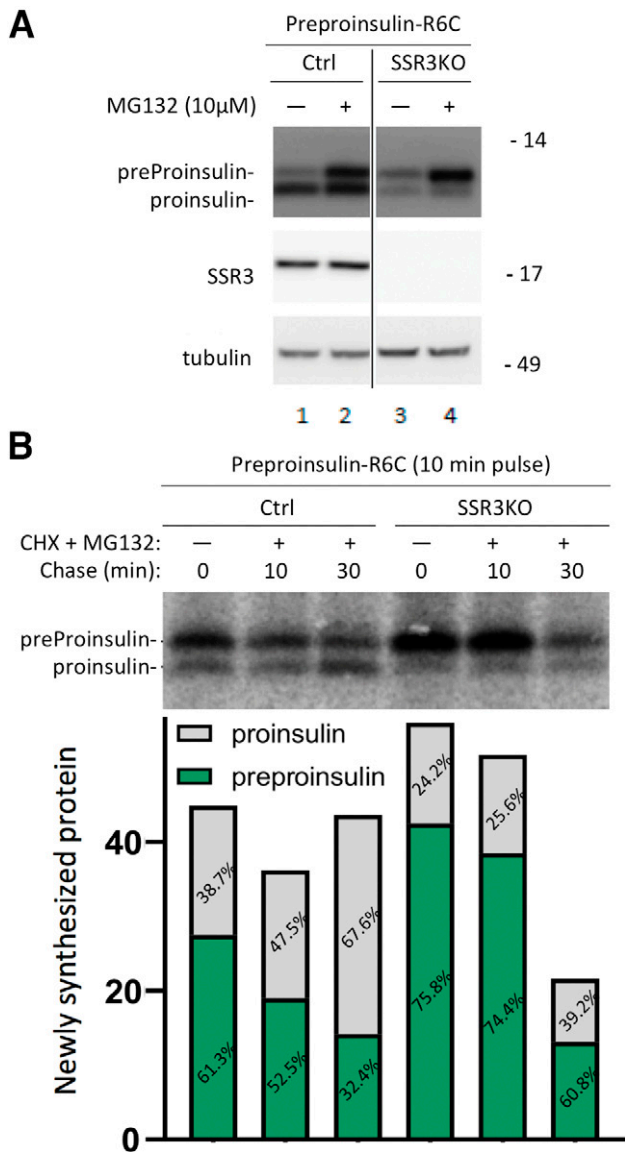 A
Preproinsulin-R6C
Ctrl SSR3KO
MG132 (10µM) — + — +
- 14
preProinsulin-
proinsulin-
SSR3 - 17
tubulin - 49
1 2 3 4
B
Preproinsulin-R6C (10 min pulse)
Ctrl SSR3KO
CHX + MG132: — + + — + +
Chase (min): 0 10 30 0 10 30
preProinsulin-
proinsulin-
proinsulin
preproinsulin
Newly synthesized protein
40
20
0
38.7% 47.5% 67.6% 24.2% 25.6% 39.2%
61.3% 52.5% 32.4% 75.8% 74.4% 60.8%